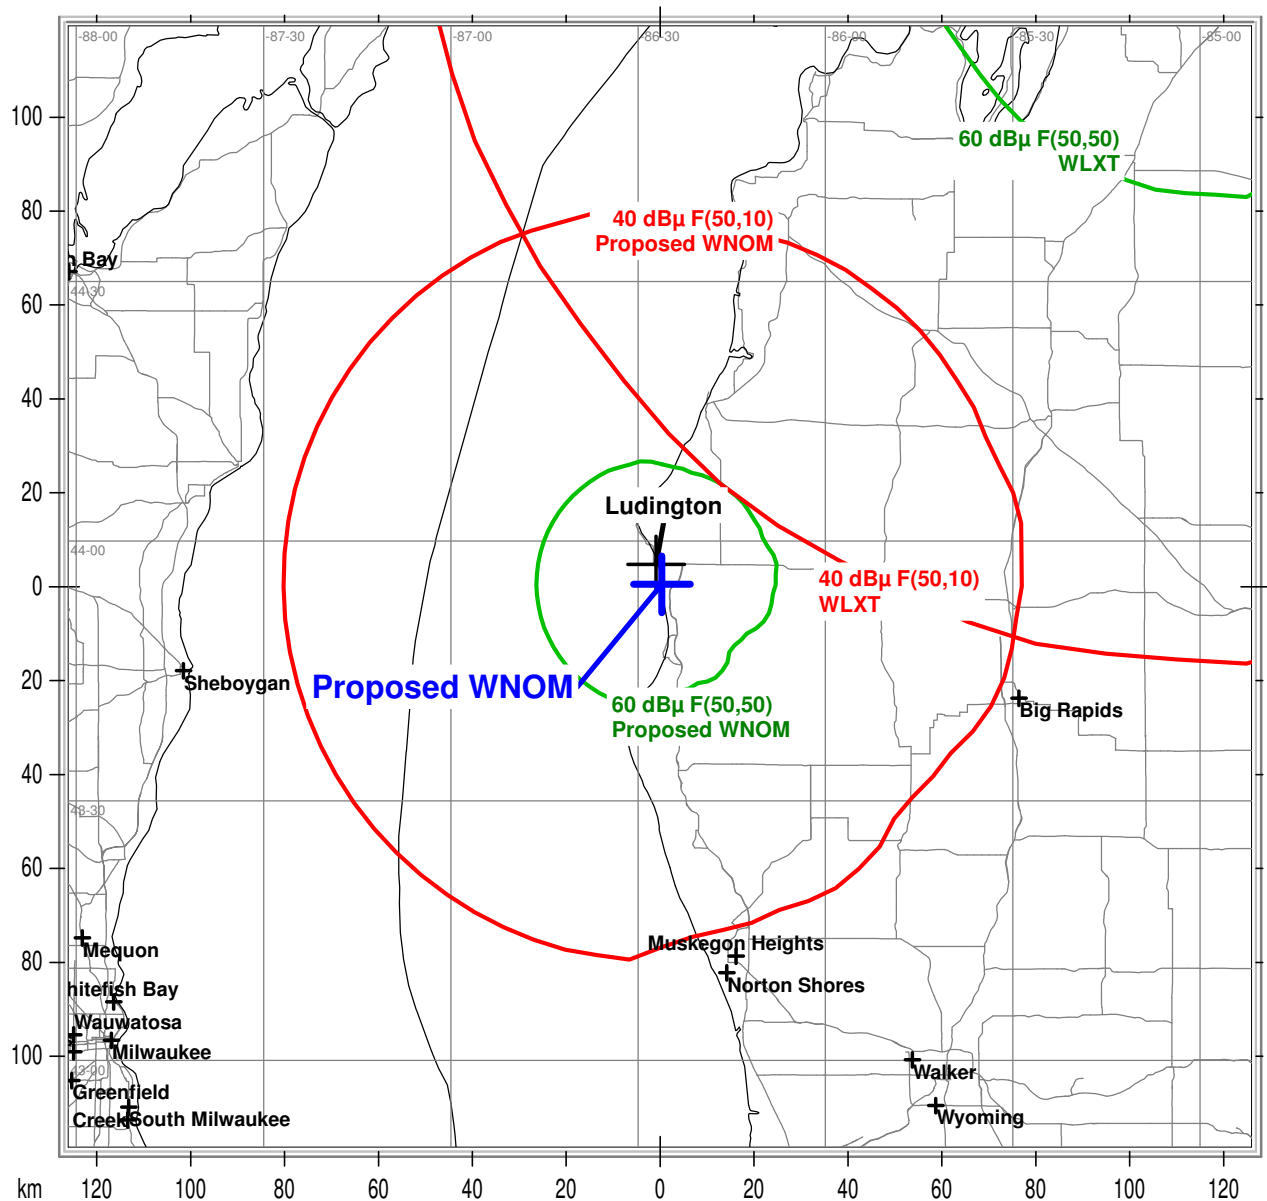 -88-00
-87-30
-87-00
-86-30
-86-00
-85-30
-85-00
100
60 dBµ F(50,50)
WLXT
80
40 dBµ F(50,10)
Proposed WNOM
Bay
44-30
60
40
20
Ludington
44-00
0
40 dBµ F(50,10)
WLXT
20
Sheboygan
Proposed WNOM
60 dBµ F(50,50)
Proposed WNOM
Big Rapids
40
43-30
60
Muskegon Heights
Mequon
80
Norton Shores
hitefish Bay
Wauwatosa
100
Milwaukee
43-00
Walker
Greenfield
Creek
South Milwaukee
Wyoming
km
120
100
80
60
40
20
0
20
40
60
80
100
120